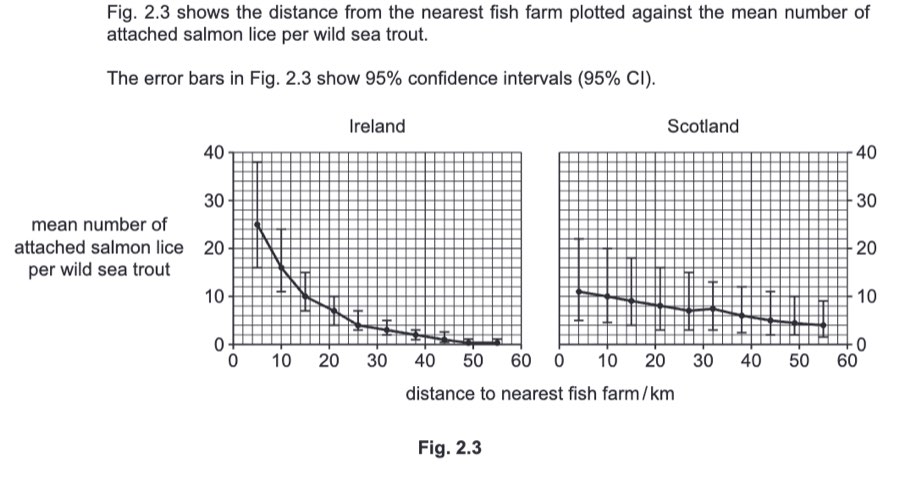 Fig. 2.3 shows the distance from the nearest fish farm plotted against the mean number of
attached salmon lice per wild sea trout.
The error bars in Fig. 2.3 show 95% confidence intervals (95% CI).
Ireland
Scotland
40
30
20
10
0
mean number of
attached salmon lice
per wild sea trout
0 10 20 30 40 50 60
40
30
20
10
0
0 10 20 30 40 50 60
distance to nearest fish farm / km
Fig. 2.3